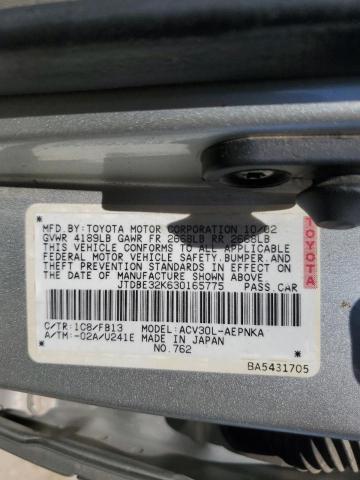 MFD.BY:TOYOTA MOTOR CORPORATION 10/02
GVWR 4189LB GAWR FR 2668LB RR 2668LB
THIS VEHICLE CONFORMS TO ALL APPLICABLE
FEDERAL MOTOR VEHICLE SAFETY,BUMPER,AND
THEFT PREVENTION STANDARDS IN EFFECT ON
THE DATE OF MANUFACTURE SHOWN ABOVE.
JTDBE32K630165775 PASS.CAR
C/TR:1C8/FB13 MODEL:ACV30L-AEPNKA
A/TM:-02A/U241E MADE IN JAPAN
NO.762
BA5431705
TOYOTA